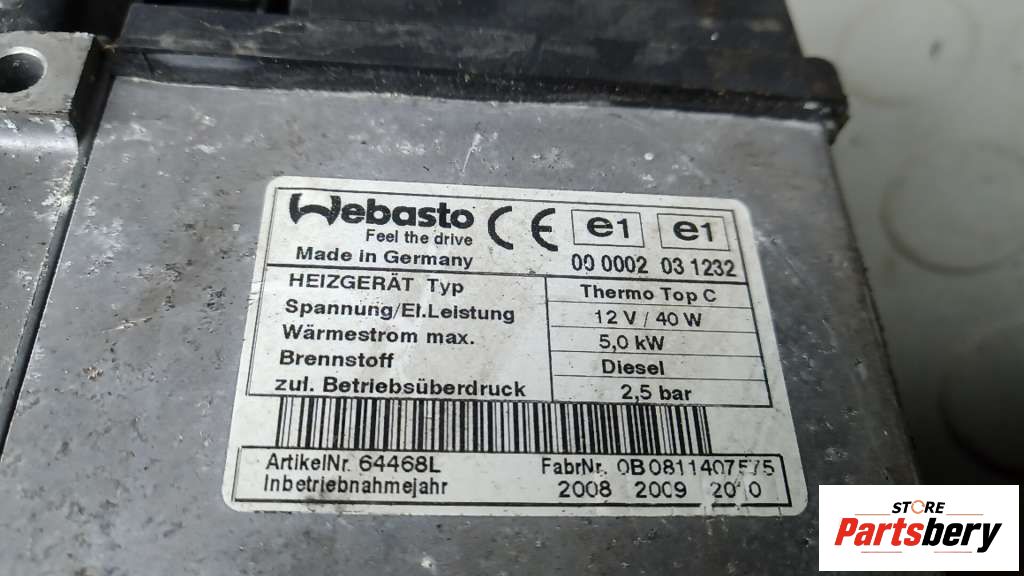 Webasto
Feel the drive
Made in Germany
CE e1 e1
00 0002 03 1232
HEIZGERÄT Typ Thermo Top C
Spannung/El.Leistung 12 V / 40 W
Wärmestrom max. 5,0 kW
Brennstoff Diesel
zul. Betriebsüberdruck 2,5 bar
ArtikelNr. 64468L FabrNr. 0B0811407575
Inbetriebnahmejahr 2008 2009 2010
STORE
Partsbery